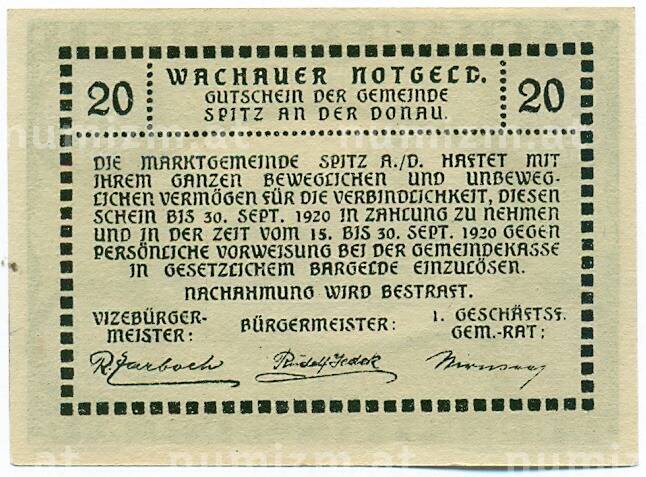 20 WACHAUER NOTGELD. 20
GUTSCHEIN DER GEMEINDE
SPITZ AN DER DONAU.
DIE MARKTGEMEINDE SPITZ A./D. HAFTET MIT
IHREM GANZEN BEWEGLICHEN UND UNBEWEG-
LICHEN VERMÖGEN FÜR DIE VERBINDLICHKEIT, DIESEN
SCHEIN BIS 30. SEPT. 1920 IN ZAHLUNG ZU NEHMEN
UND IN DER ZEIT VOM 15. BIS 30. SEPT. 1920 GEGEN
PERSÖNLICHE VORWEISUNG BEI DER GEMEINDEKASSE
IN GESETZLICHEM BARGELDE EINZULÖSEN.
NACHAHMUNG WIRD BESTRAFT.
VIZEBÜRGER-
MEISTER:
BÜRGERMEISTER:
1. GESCHÄFTSF.
GEM.-RAT:
Rudolf
numizm.at